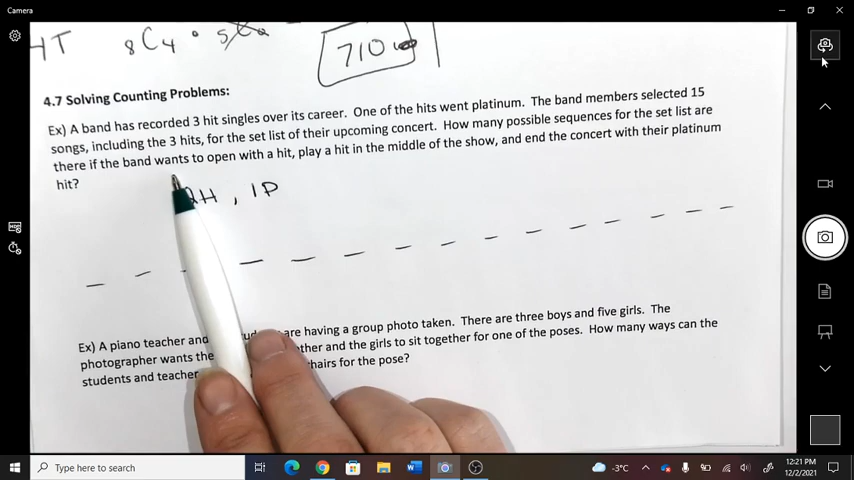 Camera
4T 8C4 • 5C2
710
4.7 Solving Counting Problems:
Ex) A band has recorded 3 hit singles over its career. One of the hits went platinum. The band members selected 15
songs, including the 3 hits, for the set list of their upcoming concert. How many possible sequences for the set list are
there if the band wants to open with a hit, play a hit in the middle of the show, and end the concert with their platinum
hit?
2H , 1P
Ex) A piano teacher and are having a group photo taken. There are three boys and five girls. The
photographer wants the and the girls to sit together for one of the poses. How many ways can the
students and teacher chairs for the pose?
Type here to search
-3°C
12:21 PM
12/2/2021